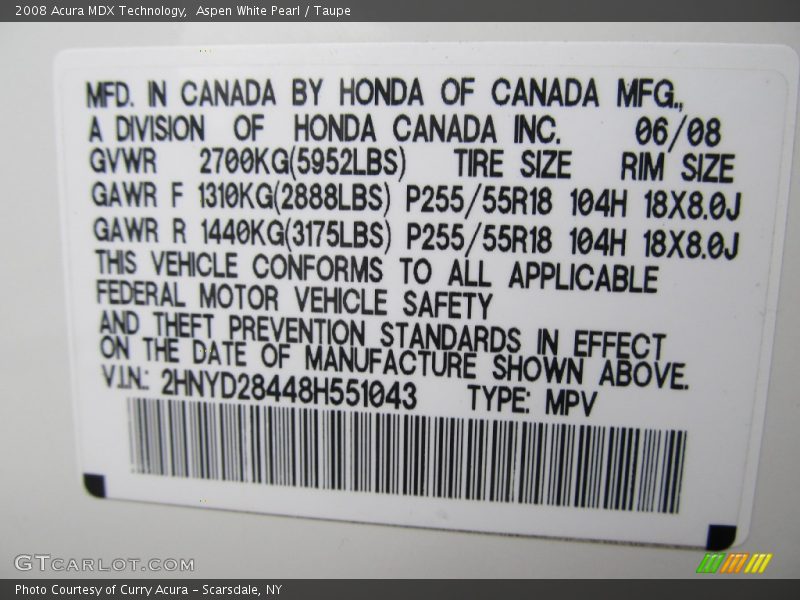 2008 Acura MDX Technology,  Aspen White Pearl / Taupe
MFD. IN CANADA BY HONDA OF CANADA MFG.,
A DIVISION OF HONDA CANADA INC. 06/08
GVWR 2700KG(5952LBS) TIRE SIZE RIM SIZE
GAWR F 1310KG(2888LBS) P255/55R18 104H 18X8.0J
GAWR R 1440KG(3175LBS) P255/55R18 104H 18X8.0J
THIS VEHICLE CONFORMS TO ALL APPLICABLE
FEDERAL MOTOR VEHICLE SAFETY
AND THEFT PREVENTION STANDARDS IN EFFECT
ON THE DATE OF MANUFACTURE SHOWN ABOVE.
V.I.N.: 2HNYD28448H551043 TYPE: MPV
GTCARLOT.COM
Photo Courtesy of Curry Acura - Scarsdale, NY